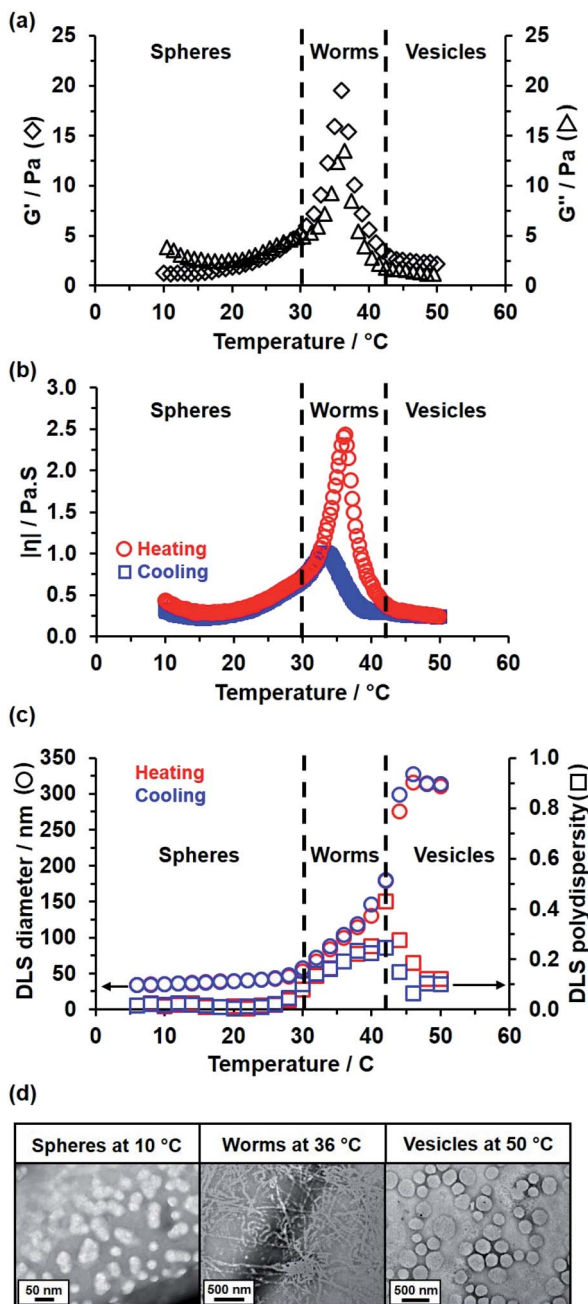 (a)
Spheres Worms Vesicles
G' / Pa (◇)
G'' / Pa (△)
25 25
20 20
15 15
10 10
5 5
0 0
0 10 20 30 40 50 60
Temperature / °C
(b)
Spheres Worms Vesicles
|η| / Pa.S
3.0
2.5
2.0
1.5
1.0
0.5
0.0
Heating
Cooling
0 10 20 30 40 50 60
Temperature / °C
(c)
Heating
Cooling
Spheres Worms Vesicles
DLS diameter / nm (○)
DLS polydispersity (□)
350 1.0
300
250 0.8
200 0.6
150 0.4
100
50 0.2
0 0.0
0 10 20 30 40 50 60
Temperature / C
(d)
Spheres at 10 °C Worms at 36 °C Vesicles at 50 °C
50 nm 500 nm 500 nm